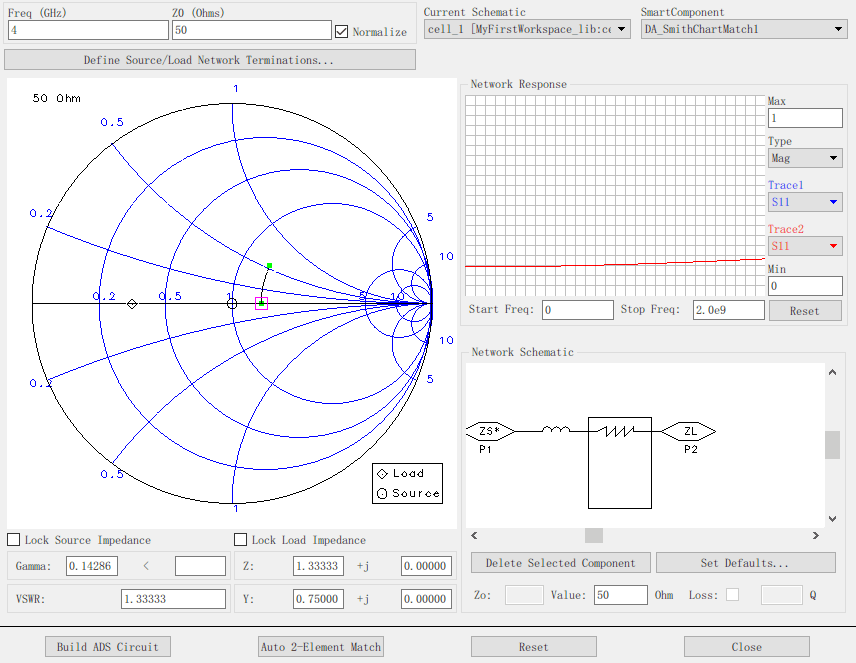 Freq (GHz)
Z0 (Ohms)
Current Schematic
SmartComponent
4
50
Normalize
cell_1 [MyFirstWorkspace_lib:ce
DA_SmithChartMatch1
Define Source/Load Network Terminations...
50 Ohm
1
0.5
0.2
5
10
0.2
0.5
1
5
10
10
0.2
5
0.5
1
Load
Source
Network Response
Max
1
Type
Mag
Trace1
S11
Trace2
S11
Min
0
Start Freq:
0
Stop Freq:
2.0e9
Reset
Network Schematic
ZS*
P1
ZL
P2
Lock Source Impedance
Lock Load Impedance
Gamma:
0.14286
<
Z:
1.33333
+j
0.00000
VSWR:
1.33333
Y:
0.75000
+j
0.00000
Delete Selected Component
Set Defaults...
Zo:
Value:
50
Ohm
Loss:
Q
Build ADS Circuit
Auto 2-Element Match
Reset
Close